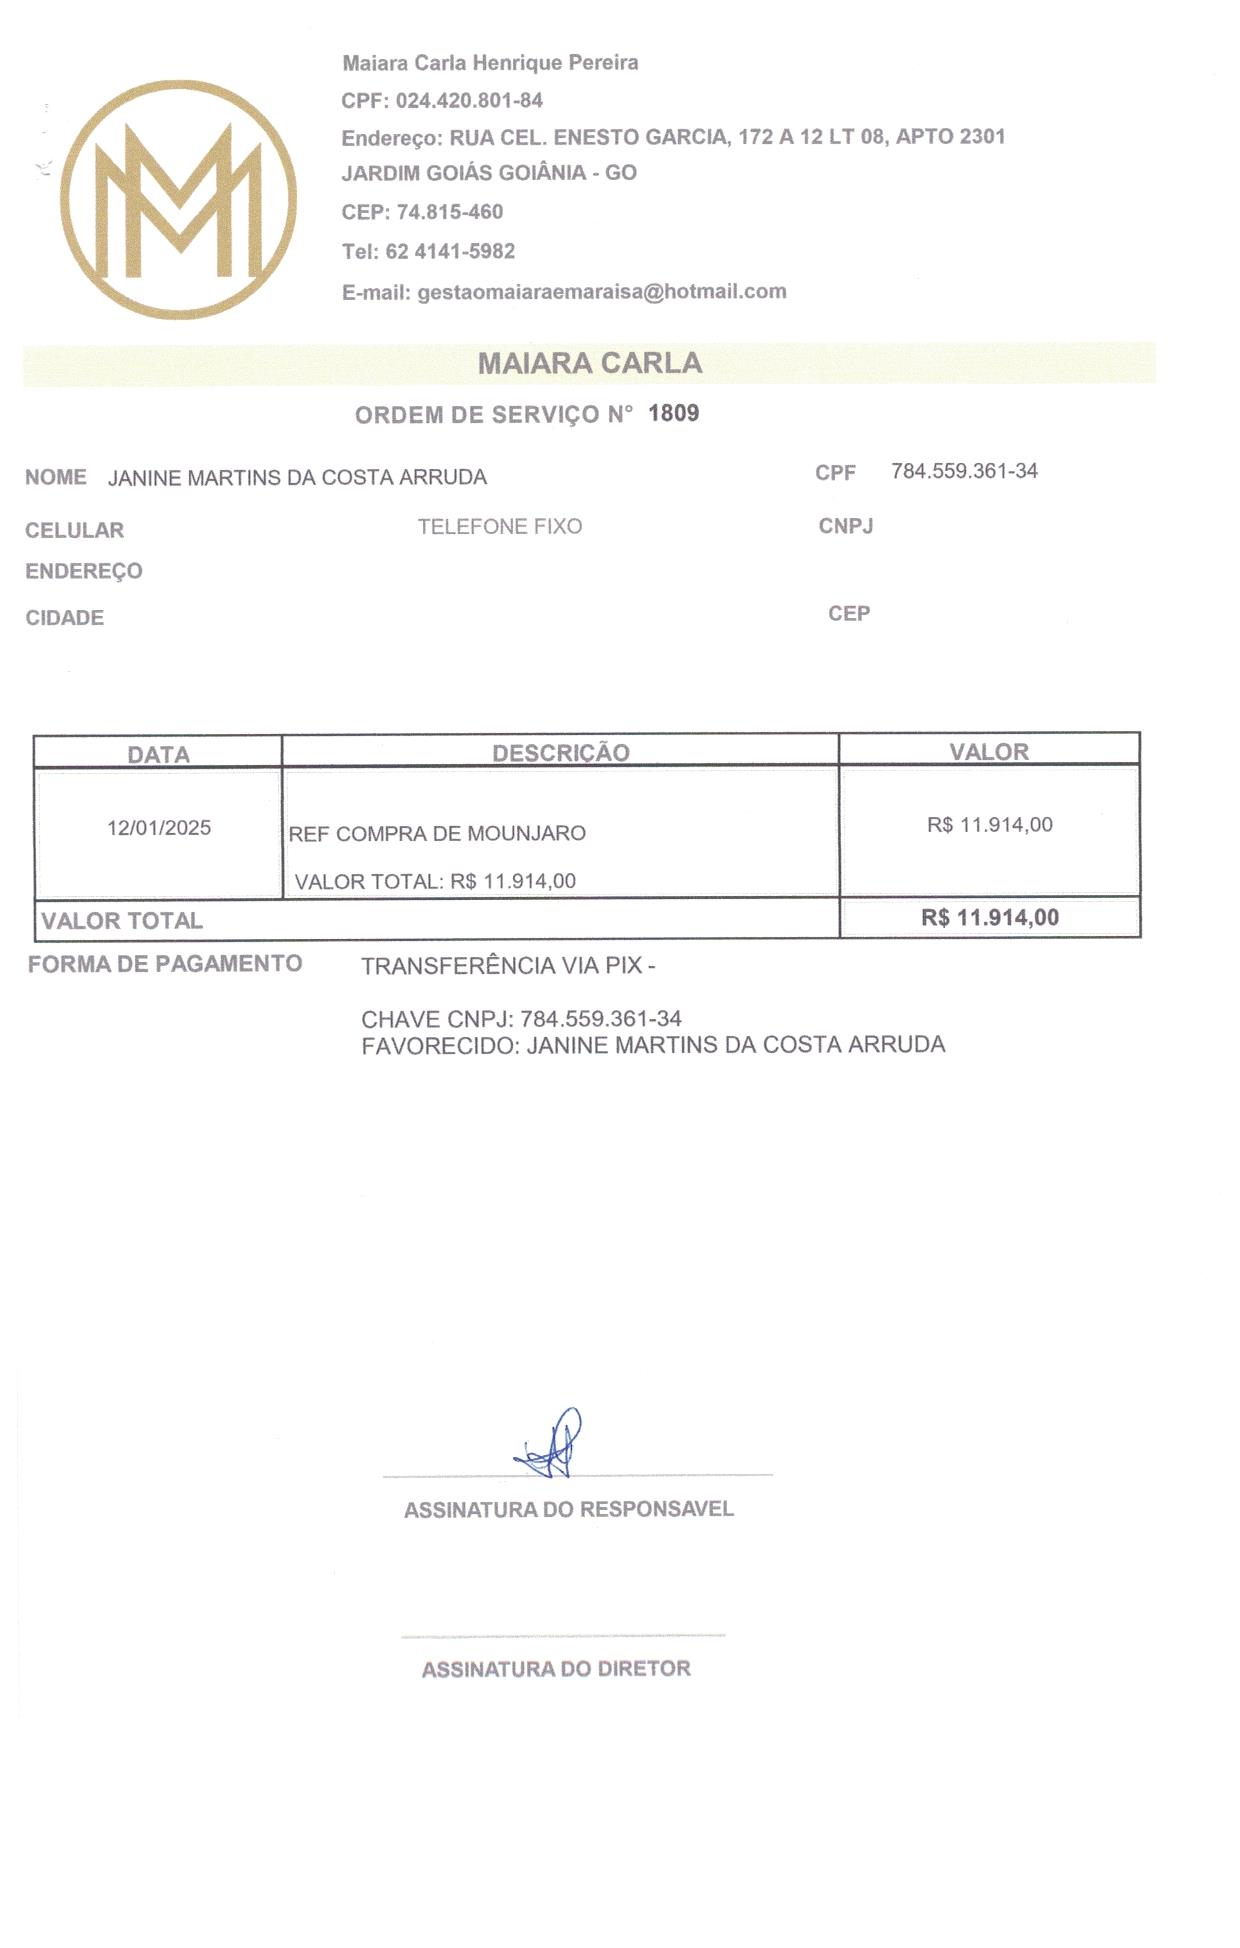 Maiara Carla Henrique Pereira
CPF: 024.420.801-84
Endereço: RUA CEL. ENESTO GARCIA, 172 A 12 LT 08, APTO 2301
JARDIM GOIÁS GOIÂNIA - GO
CEP: 74.815-460
Tel: 62 4141-5982
E-mail: gestaomaiaraemaraisa@hotmail.com
MAIARA CARLA
ORDEM DE SERVIÇO N° 1809
NOME JANINE MARTINS DA COSTA ARRUDA CPF 784.559.361-34
CELULAR TELEFONE FIXO CNPJ
ENDEREÇO
CIDADE CEP
DATA DESCRIÇÃO VALOR
12/01/2025 REF COMPRA DE MOUNJARO R$ 11.914,00
VALOR TOTAL: R$ 11.914,00
VALOR TOTAL R$ 11.914,00
FORMA DE PAGAMENTO TRANSFERÊNCIA VIA PIX -
CHAVE CNPJ: 784.559.361-34
FAVORECIDO: JANINE MARTINS DA COSTA ARRUDA
ASSINATURA DO RESPONSAVEL
ASSINATURA DO DIRETOR